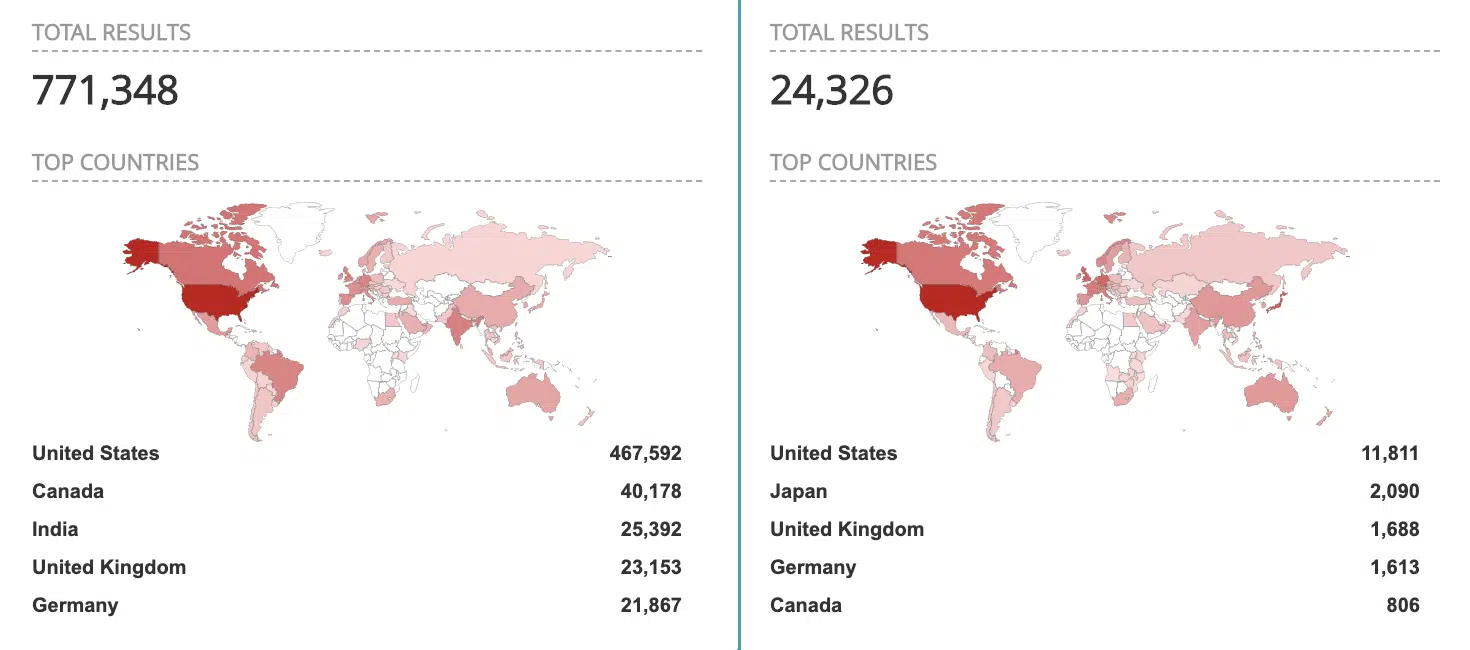 TOTAL RESULTS
771,348
TOP COUNTRIES
United States 467,592
Canada 40,178
India 25,392
United Kingdom 23,153
Germany 21,867
TOTAL RESULTS
24,326
TOP COUNTRIES
United States 11,811
Japan 2,090
United Kingdom 1,688
Germany 1,613
Canada 806